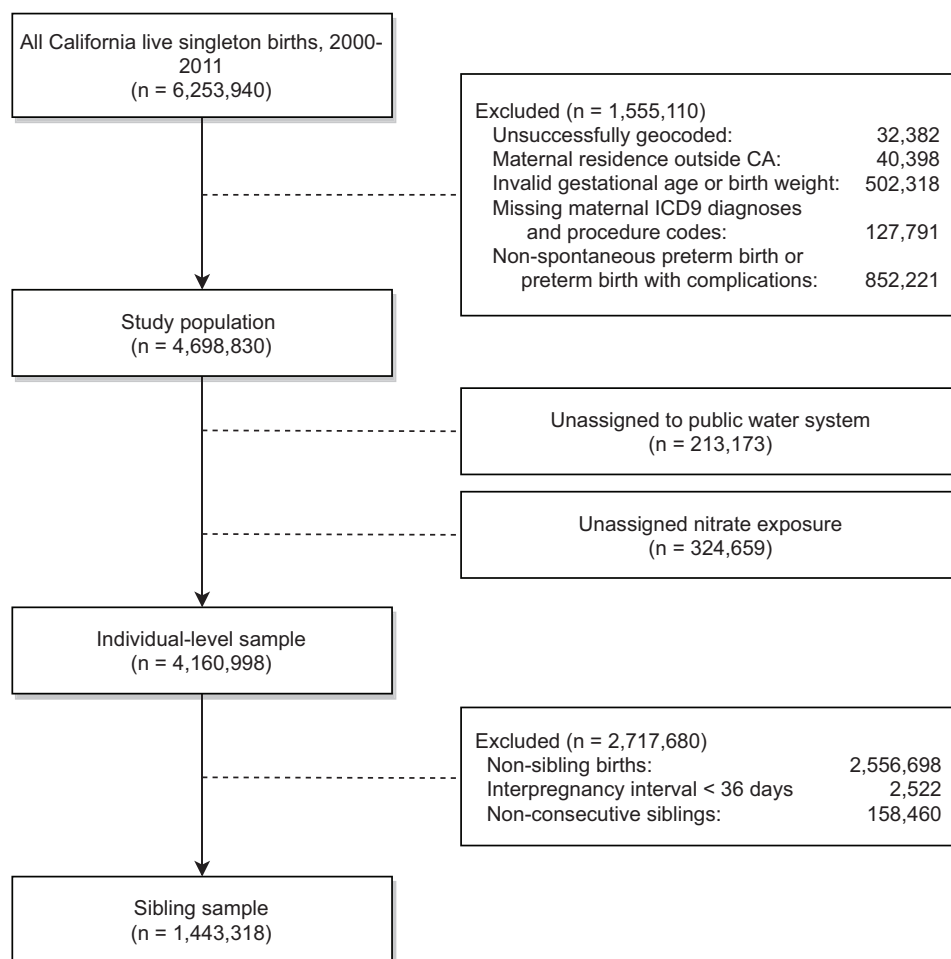 All California live singleton births, 2000-
2011
(n = 6,253,940)
Excluded (n = 1,555,110)
Unsuccessfully geocoded: 32,382
Maternal residence outside CA: 40,398
Invalid gestational age or birth weight: 502,318
Missing maternal ICD9 diagnoses
and procedure codes: 127,791
Non-spontaneous preterm birth or
preterm birth with complications: 852,221
Study population
(n = 4,698,830)
Unassigned to public water system
(n = 213,173)
Unassigned nitrate exposure
(n = 324,659)
Individual-level sample
(n = 4,160,998)
Excluded (n = 2,717,680)
Non-sibling births: 2,556,698
Interpregnancy interval < 36 days 2,522
Non-consecutive siblings: 158,460
Sibling sample
(n = 1,443,318)